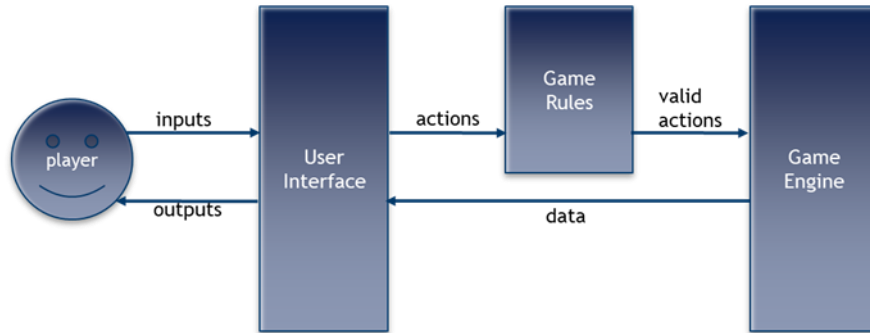 player
inputs
outputs
User
Interface
actions
Game
Rules
valid
actions
data
Game
Engine